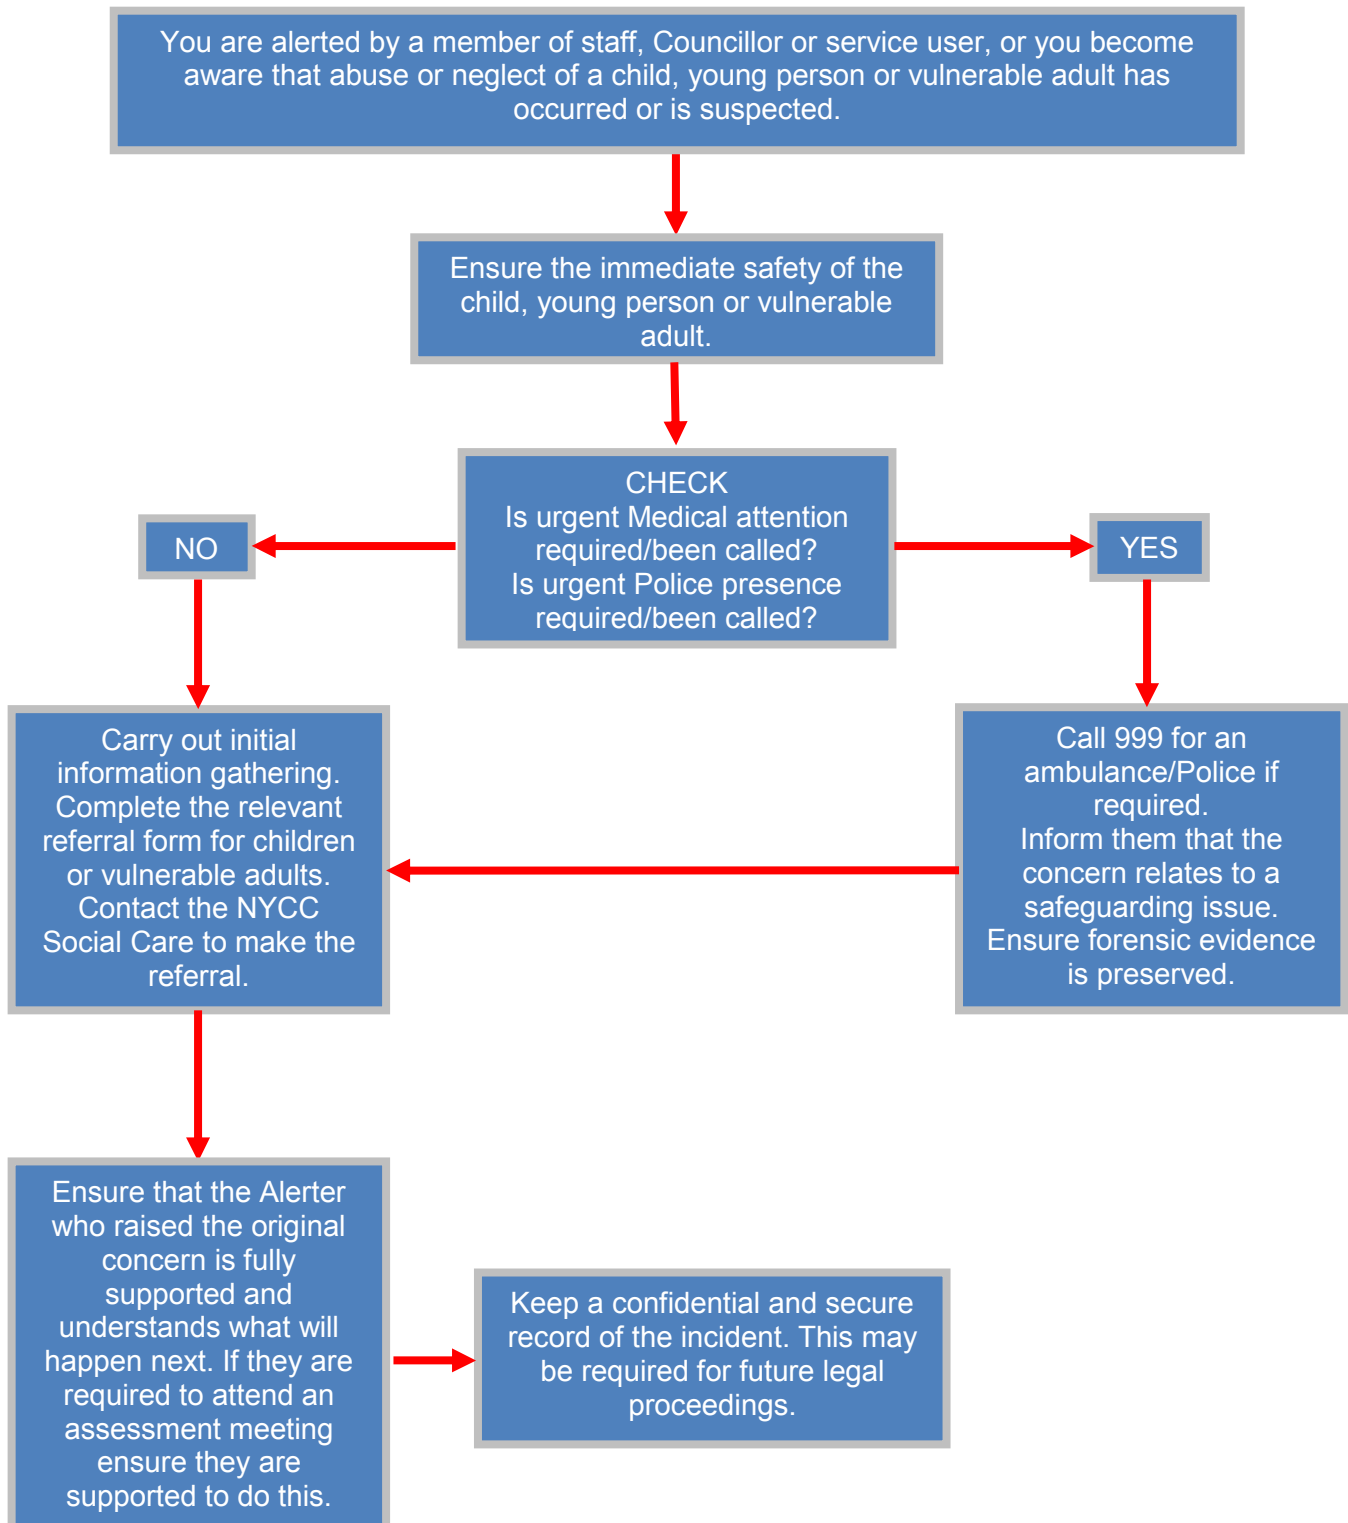 You are alerted by a member of staff, Councillor or service user, or you become
aware that abuse or neglect of a child, young person or vulnerable adult has
occurred or is suspected.
Ensure the immediate safety of the
child, young person or vulnerable
adult.
CHECK
Is urgent Medical attention
required/been called?
Is urgent Police presence
required/been called?
NO
YES
Carry out initial
information gathering.
Complete the relevant
referral form for children
or vulnerable adults.
Contact the NYCC
Social Care to make the
referral.
Call 999 for an
ambulance/Police if
required.
Inform them that the
concern relates to a
safeguarding issue.
Ensure forensic evidence
is preserved.
Ensure that the Alerter
who raised the original
concern is fully
supported and
understands what will
happen next. If they are
required to attend an
assessment meeting
ensure they are
supported to do this.
Keep a confidential and secure
record of the incident. This may
be required for future legal
proceedings.